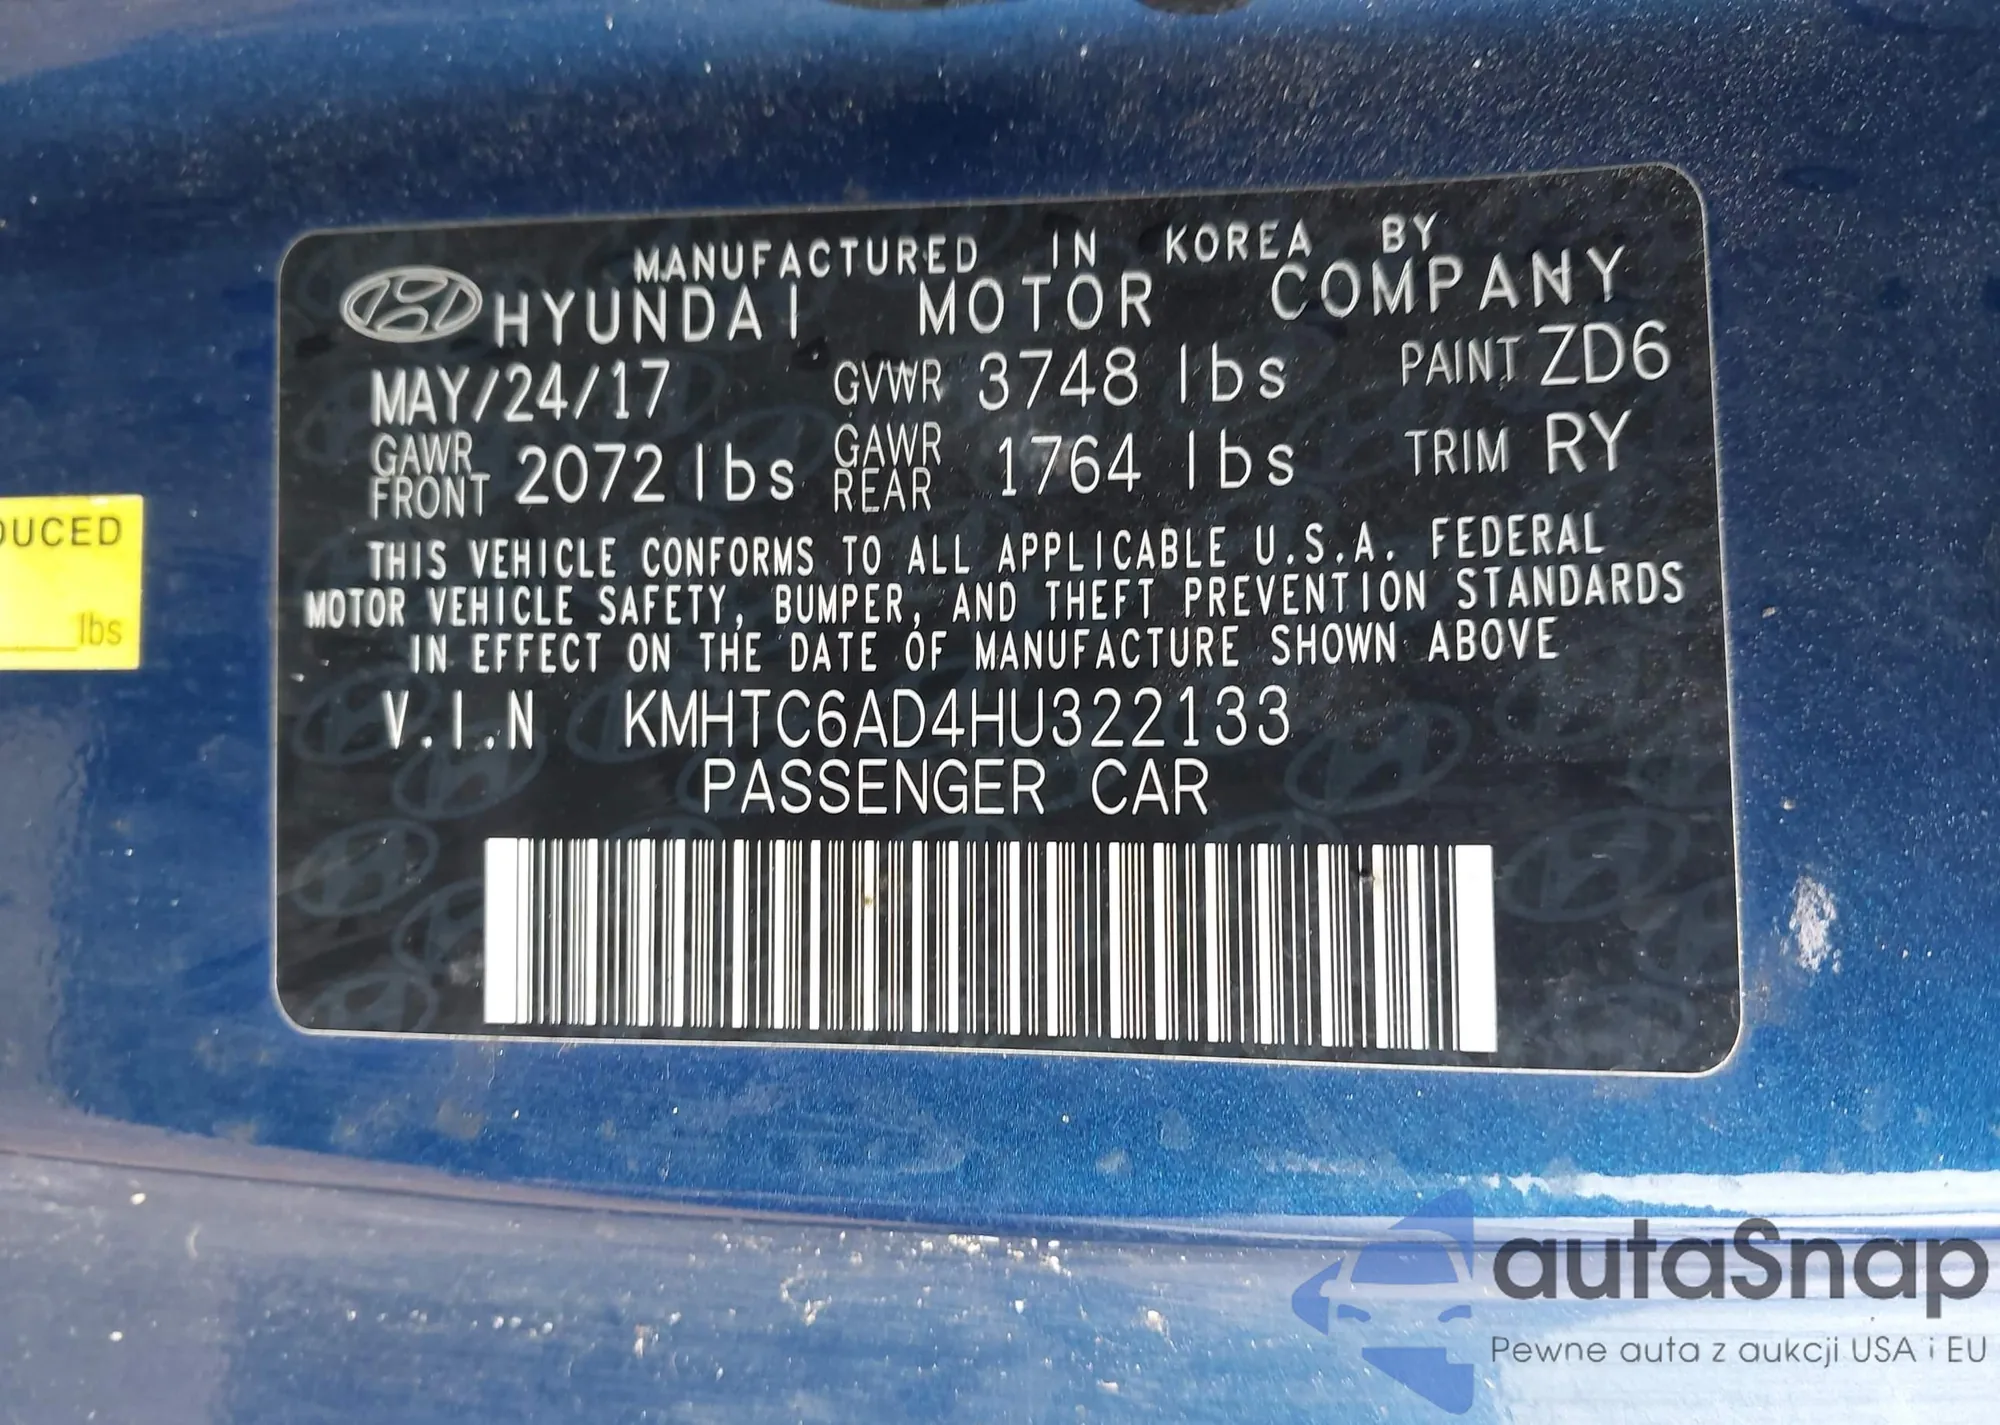 MANUFACTURED IN KOREA BY
HYUNDAI MOTOR COMPANY
MAY/24/17 GVWR 3748 lbs PAINT ZD6
GAWR FRONT 2072 lbs GAWR REAR 1764 lbs TRIM RY
THIS VEHICLE CONFORMS TO ALL APPLICABLE U.S.A. FEDERAL
MOTOR VEHICLE SAFETY, BUMPER, AND THEFT PREVENTION STANDARDS
IN EFFECT ON THE DATE OF MANUFACTURE SHOWN ABOVE
V.I.N KMHTC6AD4HU322133
PASSENGER CAR
DUCED
lbs
autaSnap
Pewne auta z aukcji USA i EU